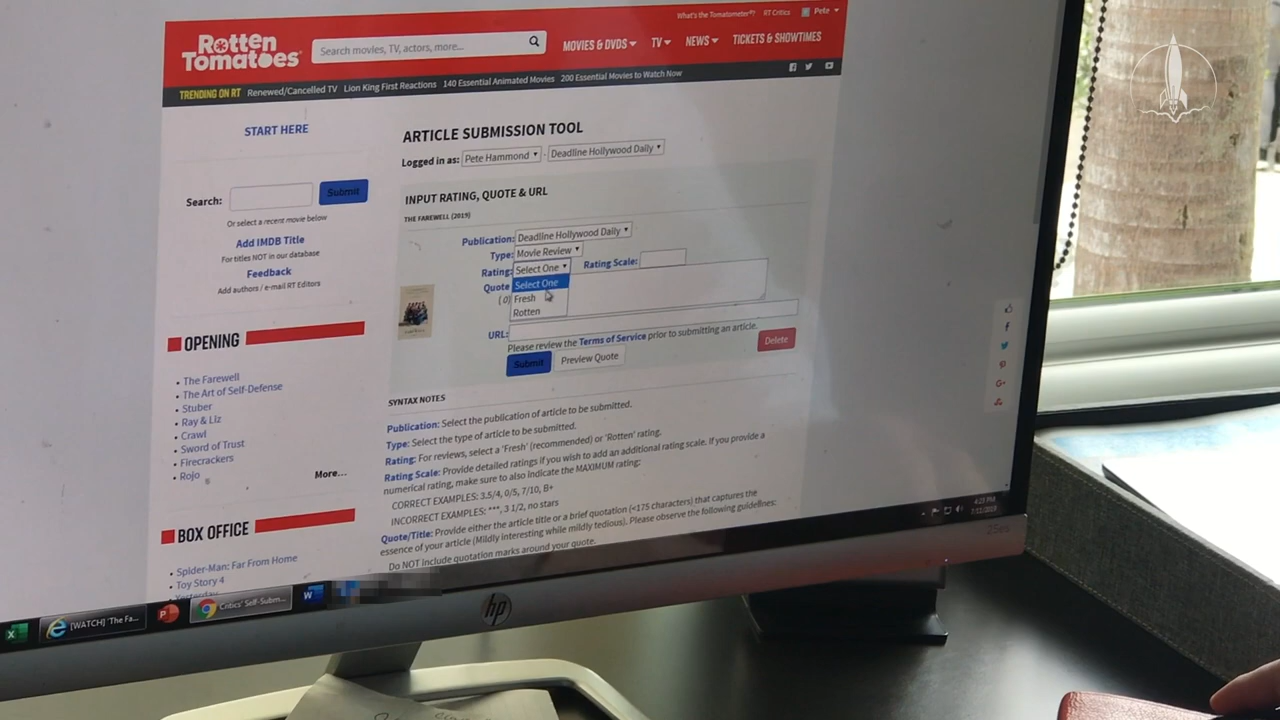 What's the Tomatometer? RT Critics Pete
Rotten Tomatoes
Search movies, TV, actors, more...
MOVIES & DVDS TV NEWS TICKETS & SHOWTIMES
TRENDING ON RT Renewed/Cancelled TV Lion King First Reactions 140 Essential Animated Movies 200 Essential Movies to Watch Now
START HERE
Search: Submit
Or select a recent movie below
Add IMDB Title
For titles NOT in our database
Feedback
Add authors / e-mail RT Editors
OPENING
• The Farewell
• The Art of Self-Defense
• Stuber
• Ray & Liz
• Crawl
• Sword of Trust
• Firecrackers
• Rojo
More...
BOX OFFICE
• Spider-Man: Far From Home
• Toy Story 4
Yesterday
ARTICLE SUBMISSION TOOL
Logged in as: Pete Hammond - Deadline Hollywood Daily
INPUT RATING, QUOTE & URL
THE FAREWELL (2019)
Publication: Deadline Hollywood Daily
Type: Movie Review
Rating: Select One Rating Scale:
Select One
Quote
Fresh
(0)
Rotten
URL:
Please review the Terms of Service prior to submitting an article.
Submit Preview Quote Delete
SYNTAX NOTES
Publication: Select the publication of article to be submitted.
Type: Select the type of article to be submitted.
Rating: For reviews, select a 'Fresh' (recommended) or 'Rotten' rating.
Rating Scale: Provide detailed ratings if you wish to add an additional rating scale. If you provide a
numerical rating, make sure to also indicate the MAXIMUM rating:
CORRECT EXAMPLES: 3.5/4, 0/5, 7/10, B+
INCORRECT EXAMPLES: ***, 3 1/2, no stars
Quote/Title: Provide either the article title or a brief quotation (<175 characters) that captures the
essence of your article (Mildly interesting while mildly tedious). Please observe the following guidelines:
Do NOT include quotation marks around your quote.
[WATCH] 'The Fa... Critics' Self-Subm...
4:23 PM
hp
25es